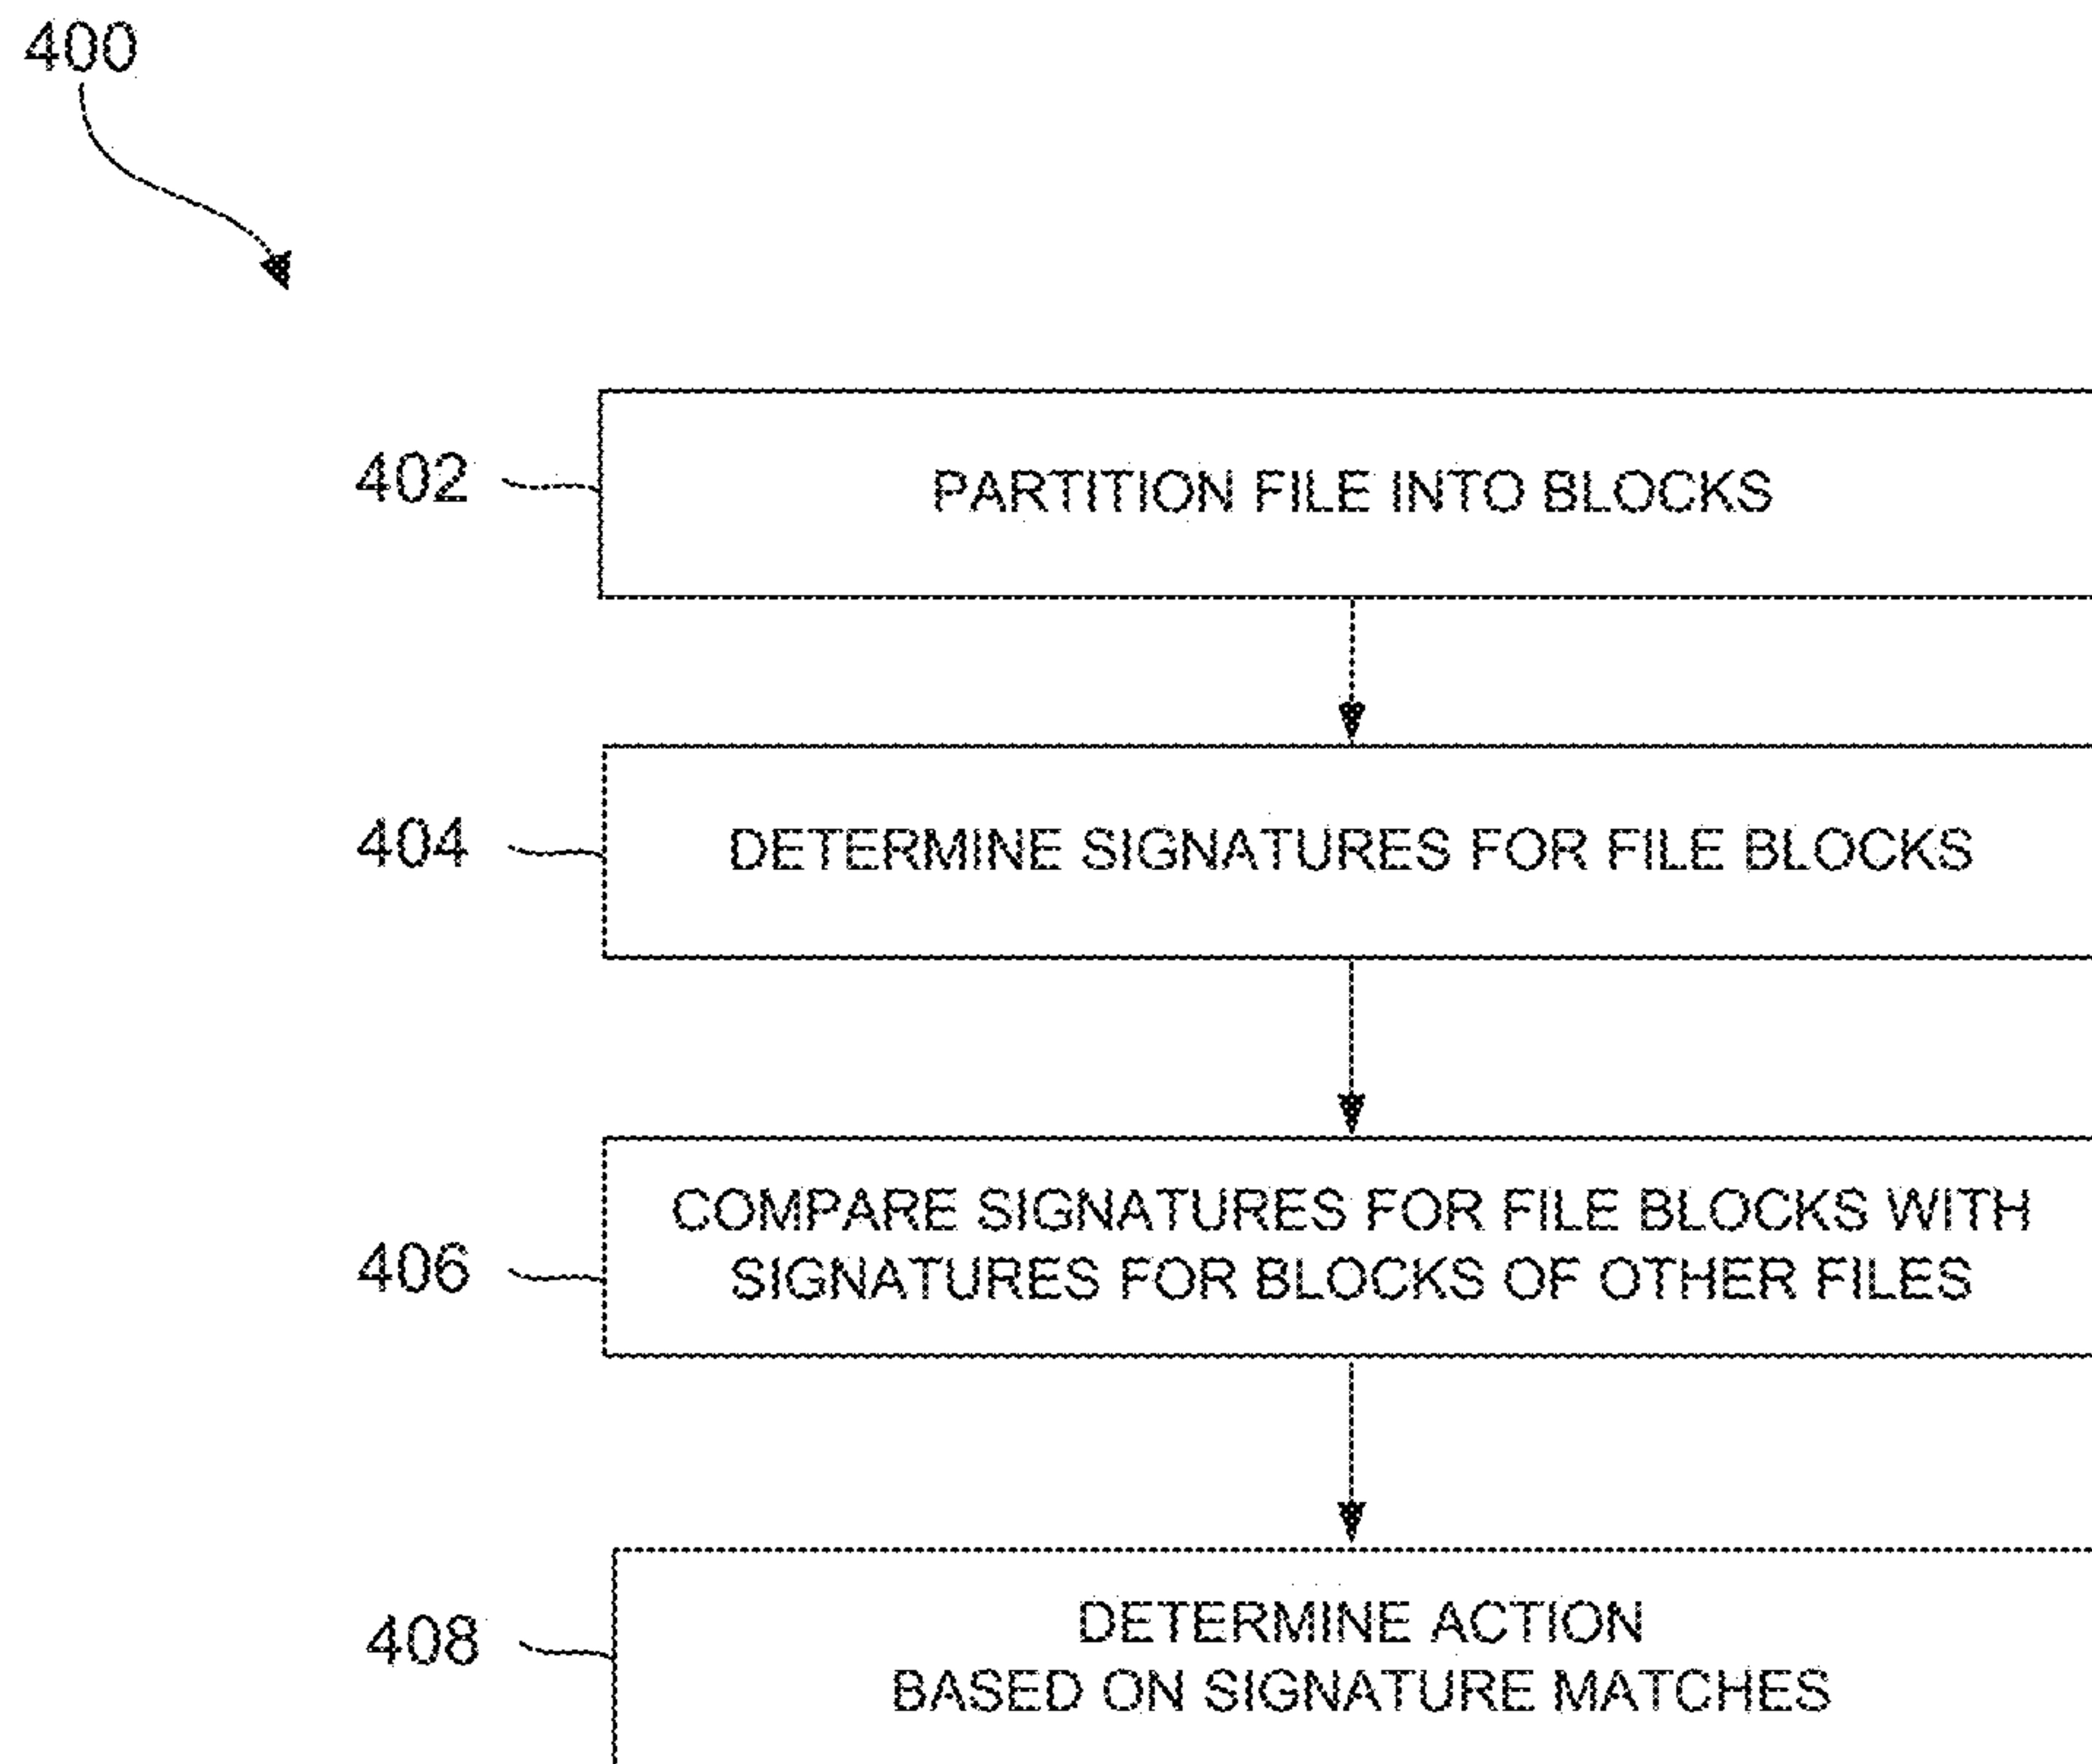 400
402
PARTITION FILE INTO BLOCKS
404
DETERMINE SIGNATURES FOR FILE BLOCKS
406
COMPARE SIGNATURES FOR FILE BLOCKS WITH
SIGNATURES FOR BLOCKS OF OTHER FILES
408
DETERMINE ACTION
BASED ON SIGNATURE MATCHES